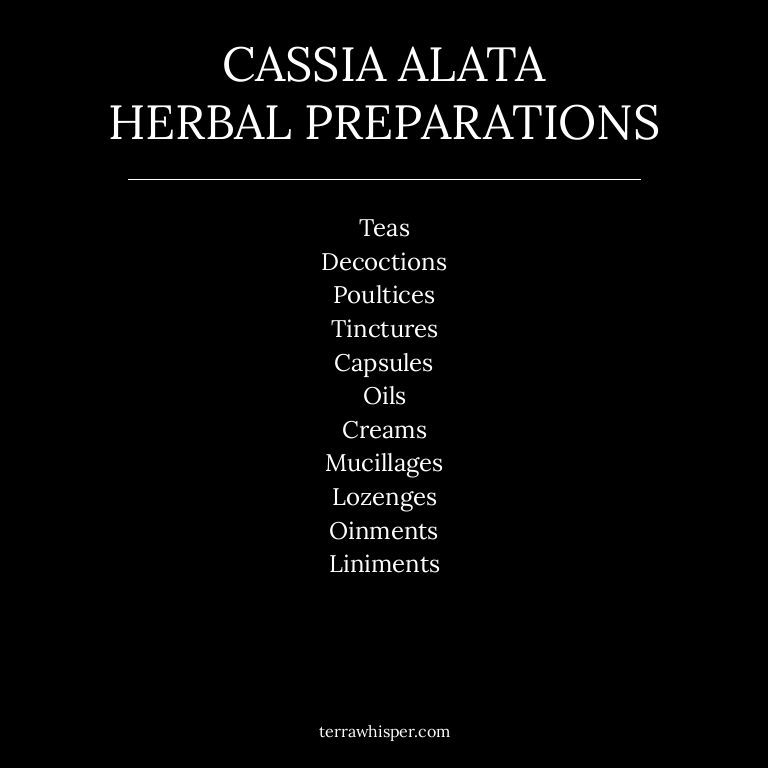 CASSIA ALATA
HERBAL PREPARATIONS
Teas
Decoctions
Poultices
Tinctures
Capsules
Oils
Creams
Mucillages
Lozenges
Oinments
Liniments
terrawhisper.com